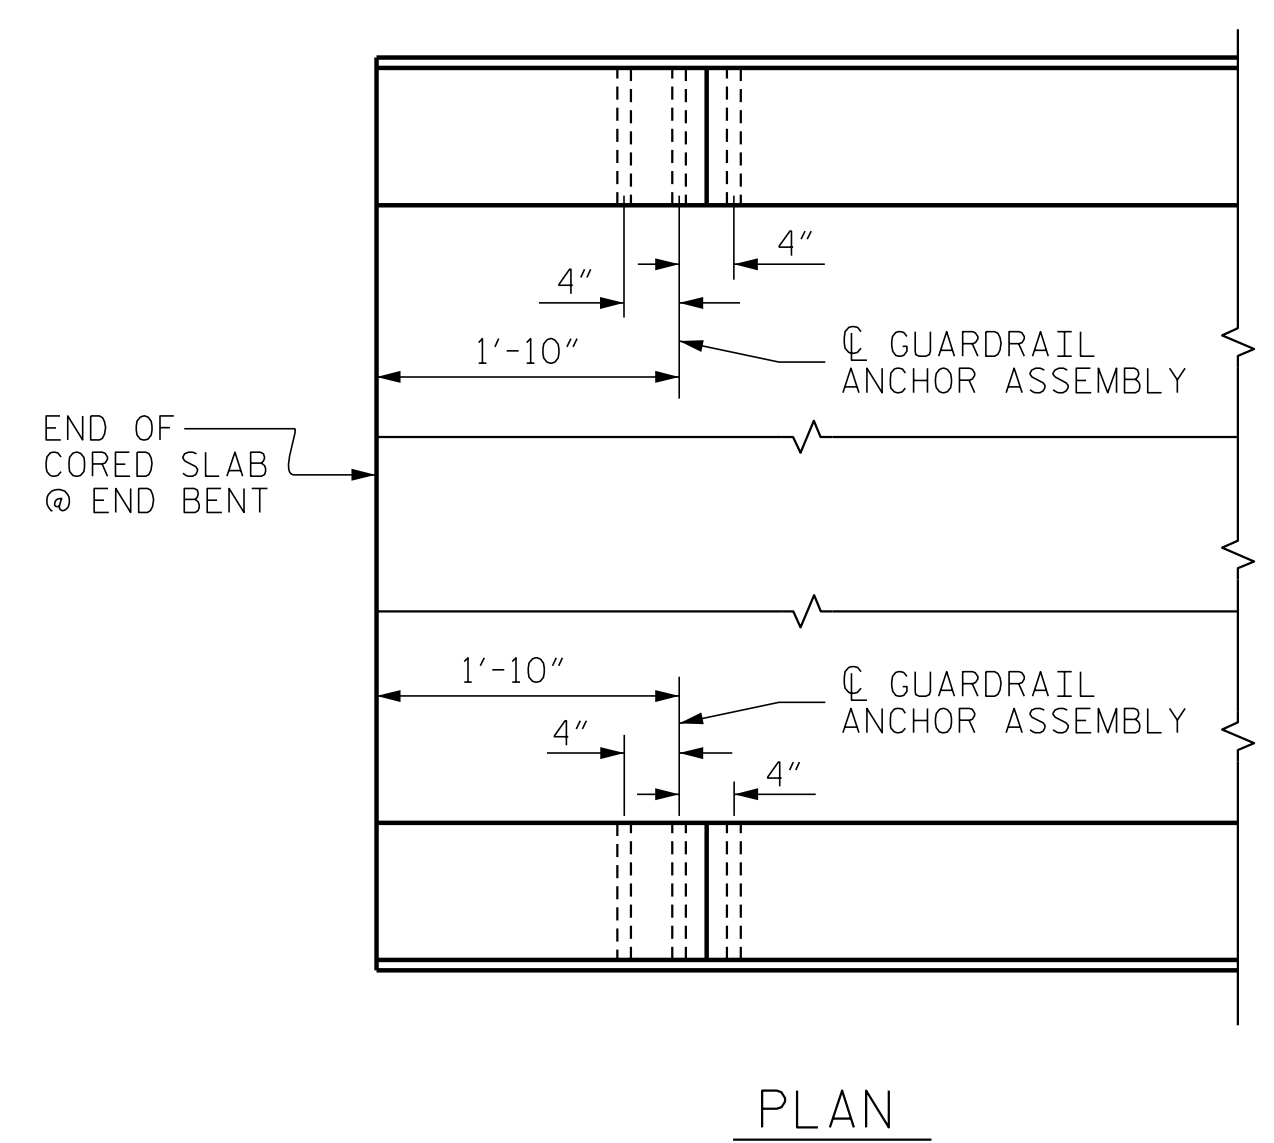 4"
4"
1'-10"
℄ GUARDRAIL
ANCHOR ASSEMBLY
END OF
CORED SLAB
@ END BENT
1'-10"
℄ GUARDRAIL
ANCHOR ASSEMBLY
4"
4"
PLAN